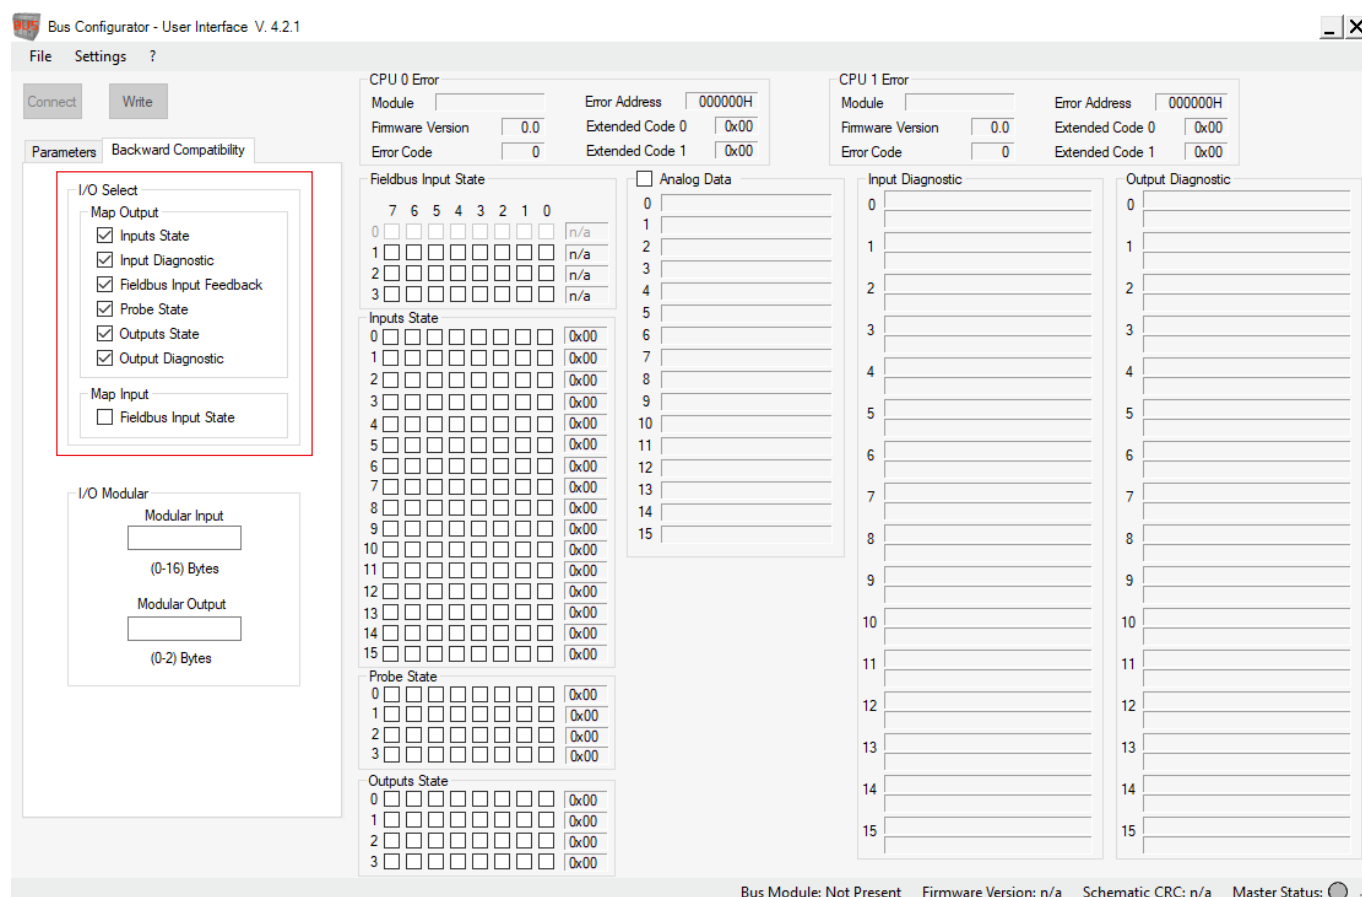 BUS Bus Configurator - User Interface V. 4.2.1
File Settings ?
Connect Write
Parameters Backward Compatibility
I/O Select
Map Output
Inputs State
Input Diagnostic
Fieldbus Input Feedback
Probe State
Outputs State
Output Diagnostic
Map Input
Fieldbus Input State
I/O Modular
Modular Input
(0-16) Bytes
Modular Output
(0-2) Bytes
CPU 0 Error
Module Error Address 000000H
Firmware Version 0.0 Extended Code 0 0x00
Error Code 0 Extended Code 1 0x00
CPU 1 Error
Module Error Address 000000H
Firmware Version 0.0 Extended Code 0 0x00
Error Code 0 Extended Code 1 0x00
Fieldbus Input State
7 6 5 4 3 2 1 0
0 n/a
1 n/a
2 n/a
3 n/a
Inputs State
0 0x00
1 0x00
2 0x00
3 0x00
4 0x00
5 0x00
6 0x00
7 0x00
8 0x00
9 0x00
10 0x00
11 0x00
12 0x00
13 0x00
14 0x00
15 0x00
Probe State
0 0x00
1 0x00
2 0x00
3 0x00
Outputs State
0 0x00
1 0x00
2 0x00
3 0x00
Analog Data
0
1
2
3
4
5
6
7
8
9
10
11
12
13
14
15
Input Diagnostic
0
1
2
3
4
5
6
7
8
9
10
11
12
13
14
15
Output Diagnostic
0
1
2
3
4
5
6
7
8
9
10
11
12
13
14
15
Bus Module: Not Present Firmware Version: n/a Schematic CRC: n/a Master Status: